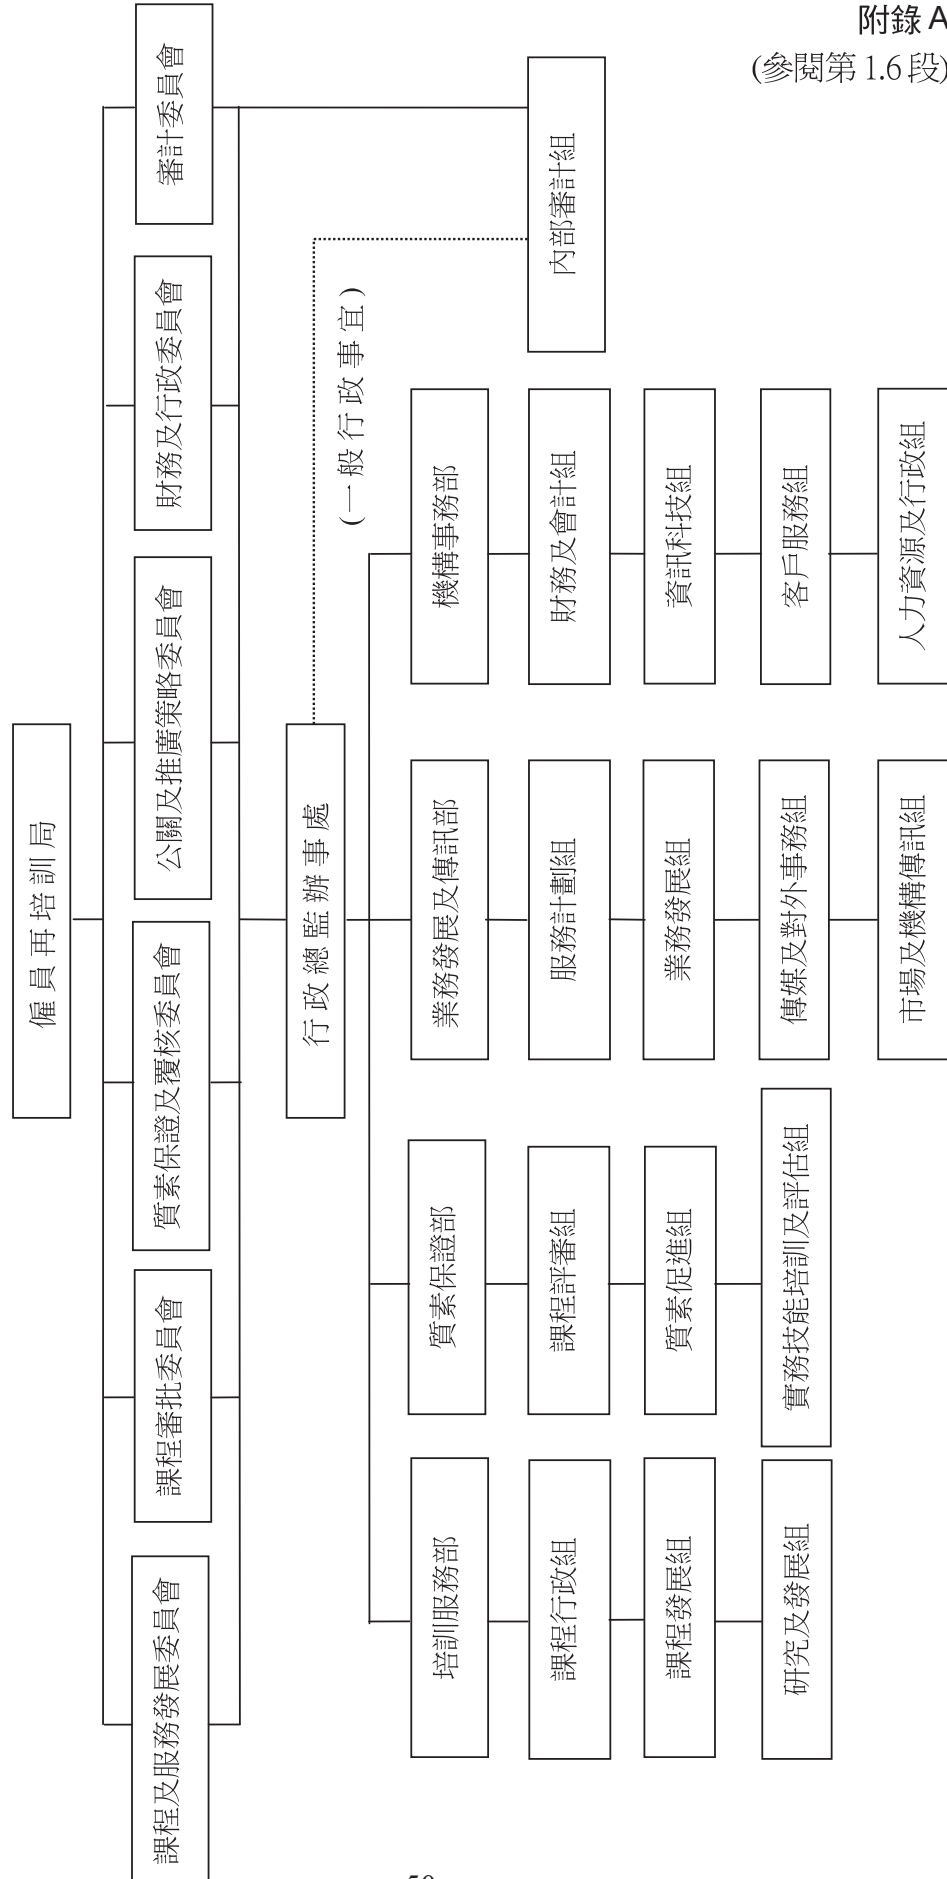 附錄 A
(參閱第 1.6 段)
僱員再培訓局
課程及服務發展委員會
課程審批委員會
質素保證及覆核委員會
公關及推廣策略委員會
財務及行政委員會
審計委員會
行政總監辦事處
(一般行政事宜)
內部審計組
培訓服務部
質素保證部
業務發展及傳訊部
機構事務部
課程行政組
課程評審組
服務計劃組
財務及會計組
課程發展組
質素促進組
業務發展組
資訊科技組
研究及發展組
實務技能培訓及評估組
傳媒及對外事務組
客戶服務組
市場及機構傳訊組
人力資源及行政組